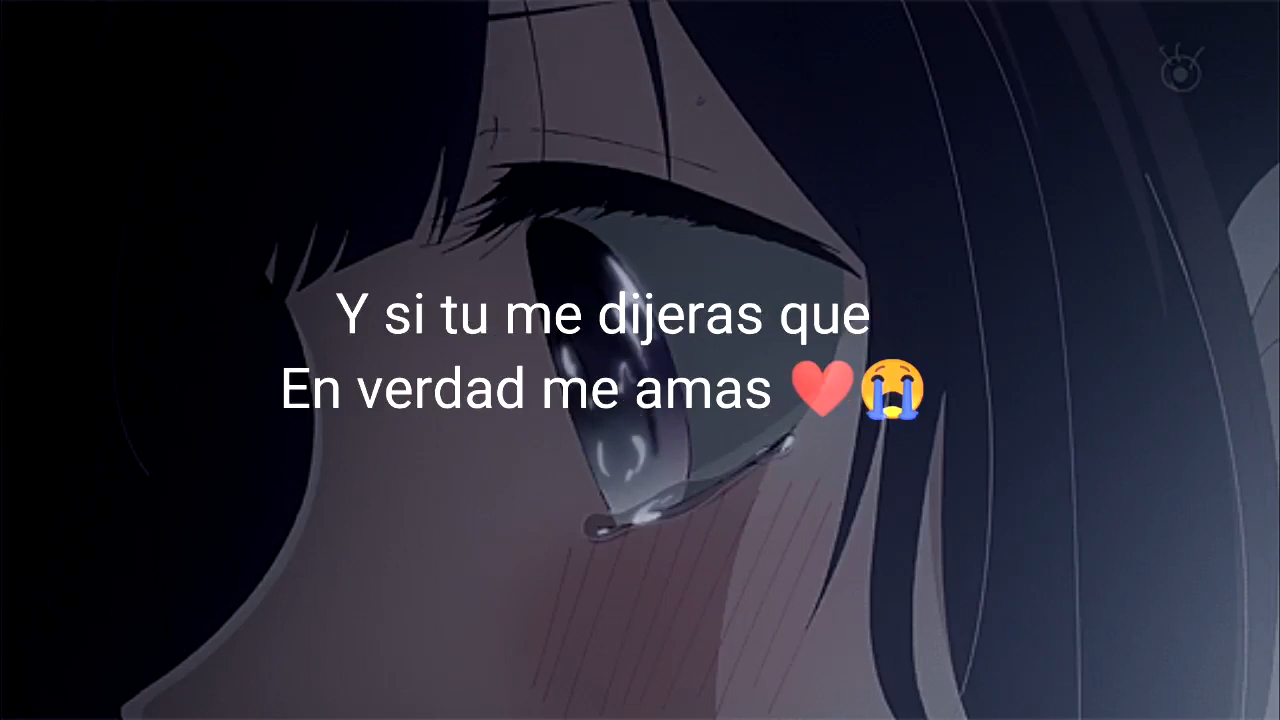 Y si tu me dijeras que
En verdad me amas ❤️😭